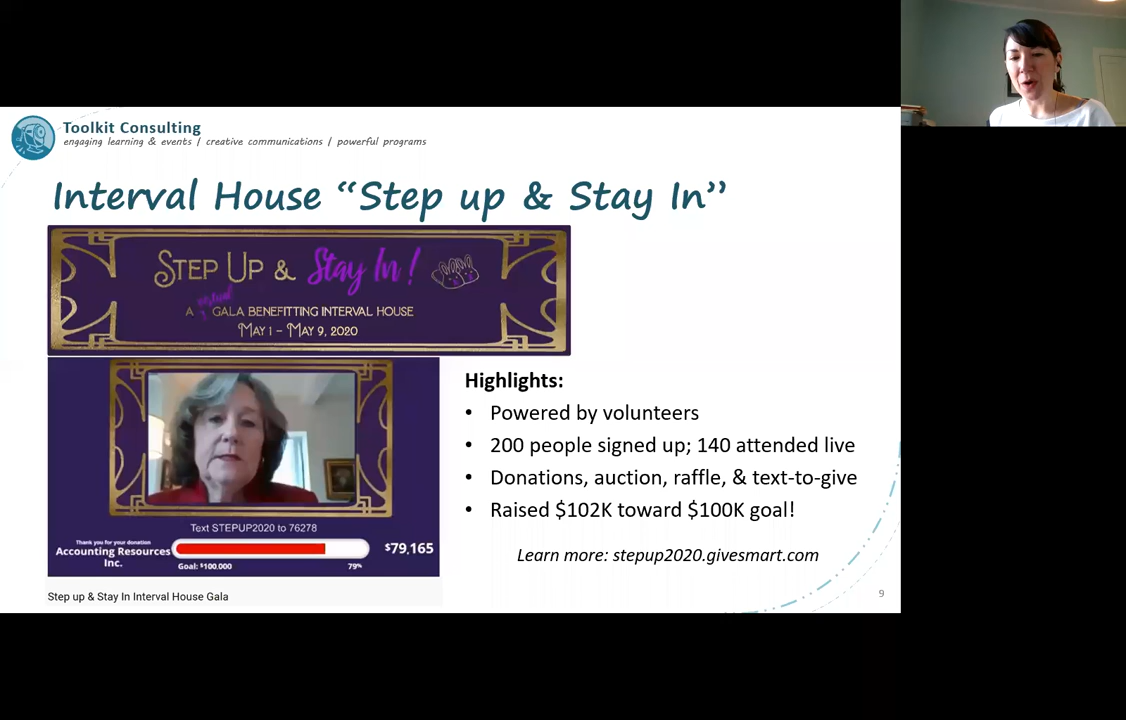 Toolkit Consulting
engaging learning & events / creative communications / powerful programs
Interval House “Step up & Stay In”
STEP UP & Stay In!
virtual
A GALA BENEFITTING INTERVAL HOUSE
MAY 1 – MAY 9, 2020
Text STEPUP2020 to 76278
Thank you for your donation
Accounting Resources Inc.
$79,165
Goal: $100,000
79%
Step up & Stay In Interval House Gala
Highlights:
• Powered by volunteers
• 200 people signed up; 140 attended live
• Donations, auction, raffle, & text-to-give
• Raised $102K toward $100K goal!
Learn more: stepup2020.givesmart.com
9